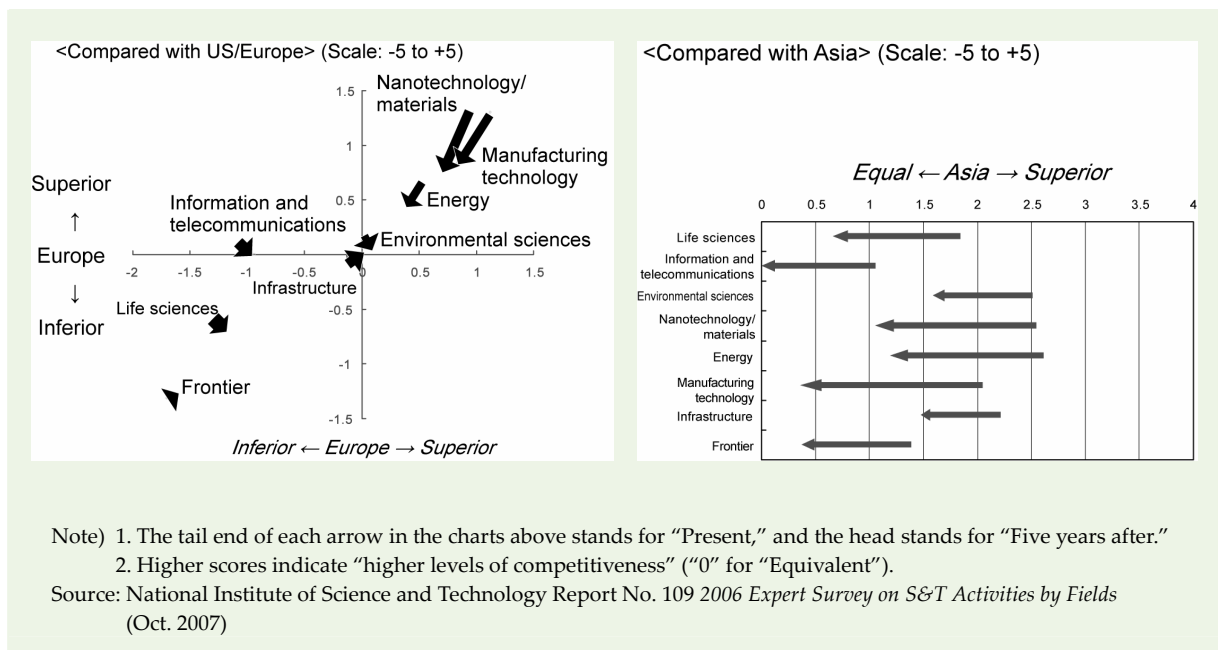 <Compared with US/Europe> (Scale: -5 to +5)
Nanotechnology/
materials
1.5
1
Manufacturing
technology
Superior
↑
Europe
↓
Inferior
Information and
telecommunications
0.5
Energy
Environmental sciences
-2
-1.5
-1
-0.5
0
0.5
1
1.5
Infrastructure
Life sciences
-0.5
-1
Frontier
-1.5
Inferior ← Europe → Superior
<Compared with Asia> (Scale: -5 to +5)
Equal ← Asia → Superior
0 0.5 1 1.5 2 2.5 3 3.5 4
Life sciences
Information and
telecommunications
Environmental sciences
Nanotechnology/
materials
Energy
Manufacturing
technology
Infrastructure
Frontier
Note) 1. The tail end of each arrow in the charts above stands for “Present,” and the head stands for “Five years after.”
2. Higher scores indicate “higher levels of competitiveness” (“0” for “Equivalent”).
Source: National Institute of Science and Technology Report No. 109 2006 Expert Survey on S&T Activities by Fields
(Oct. 2007)